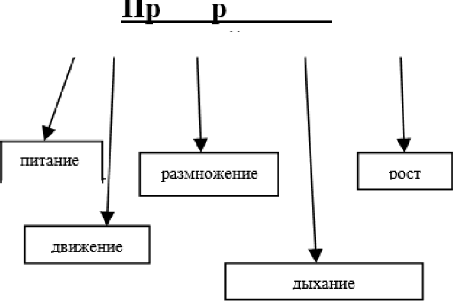 питание
размножение
рост
движение
дыхание